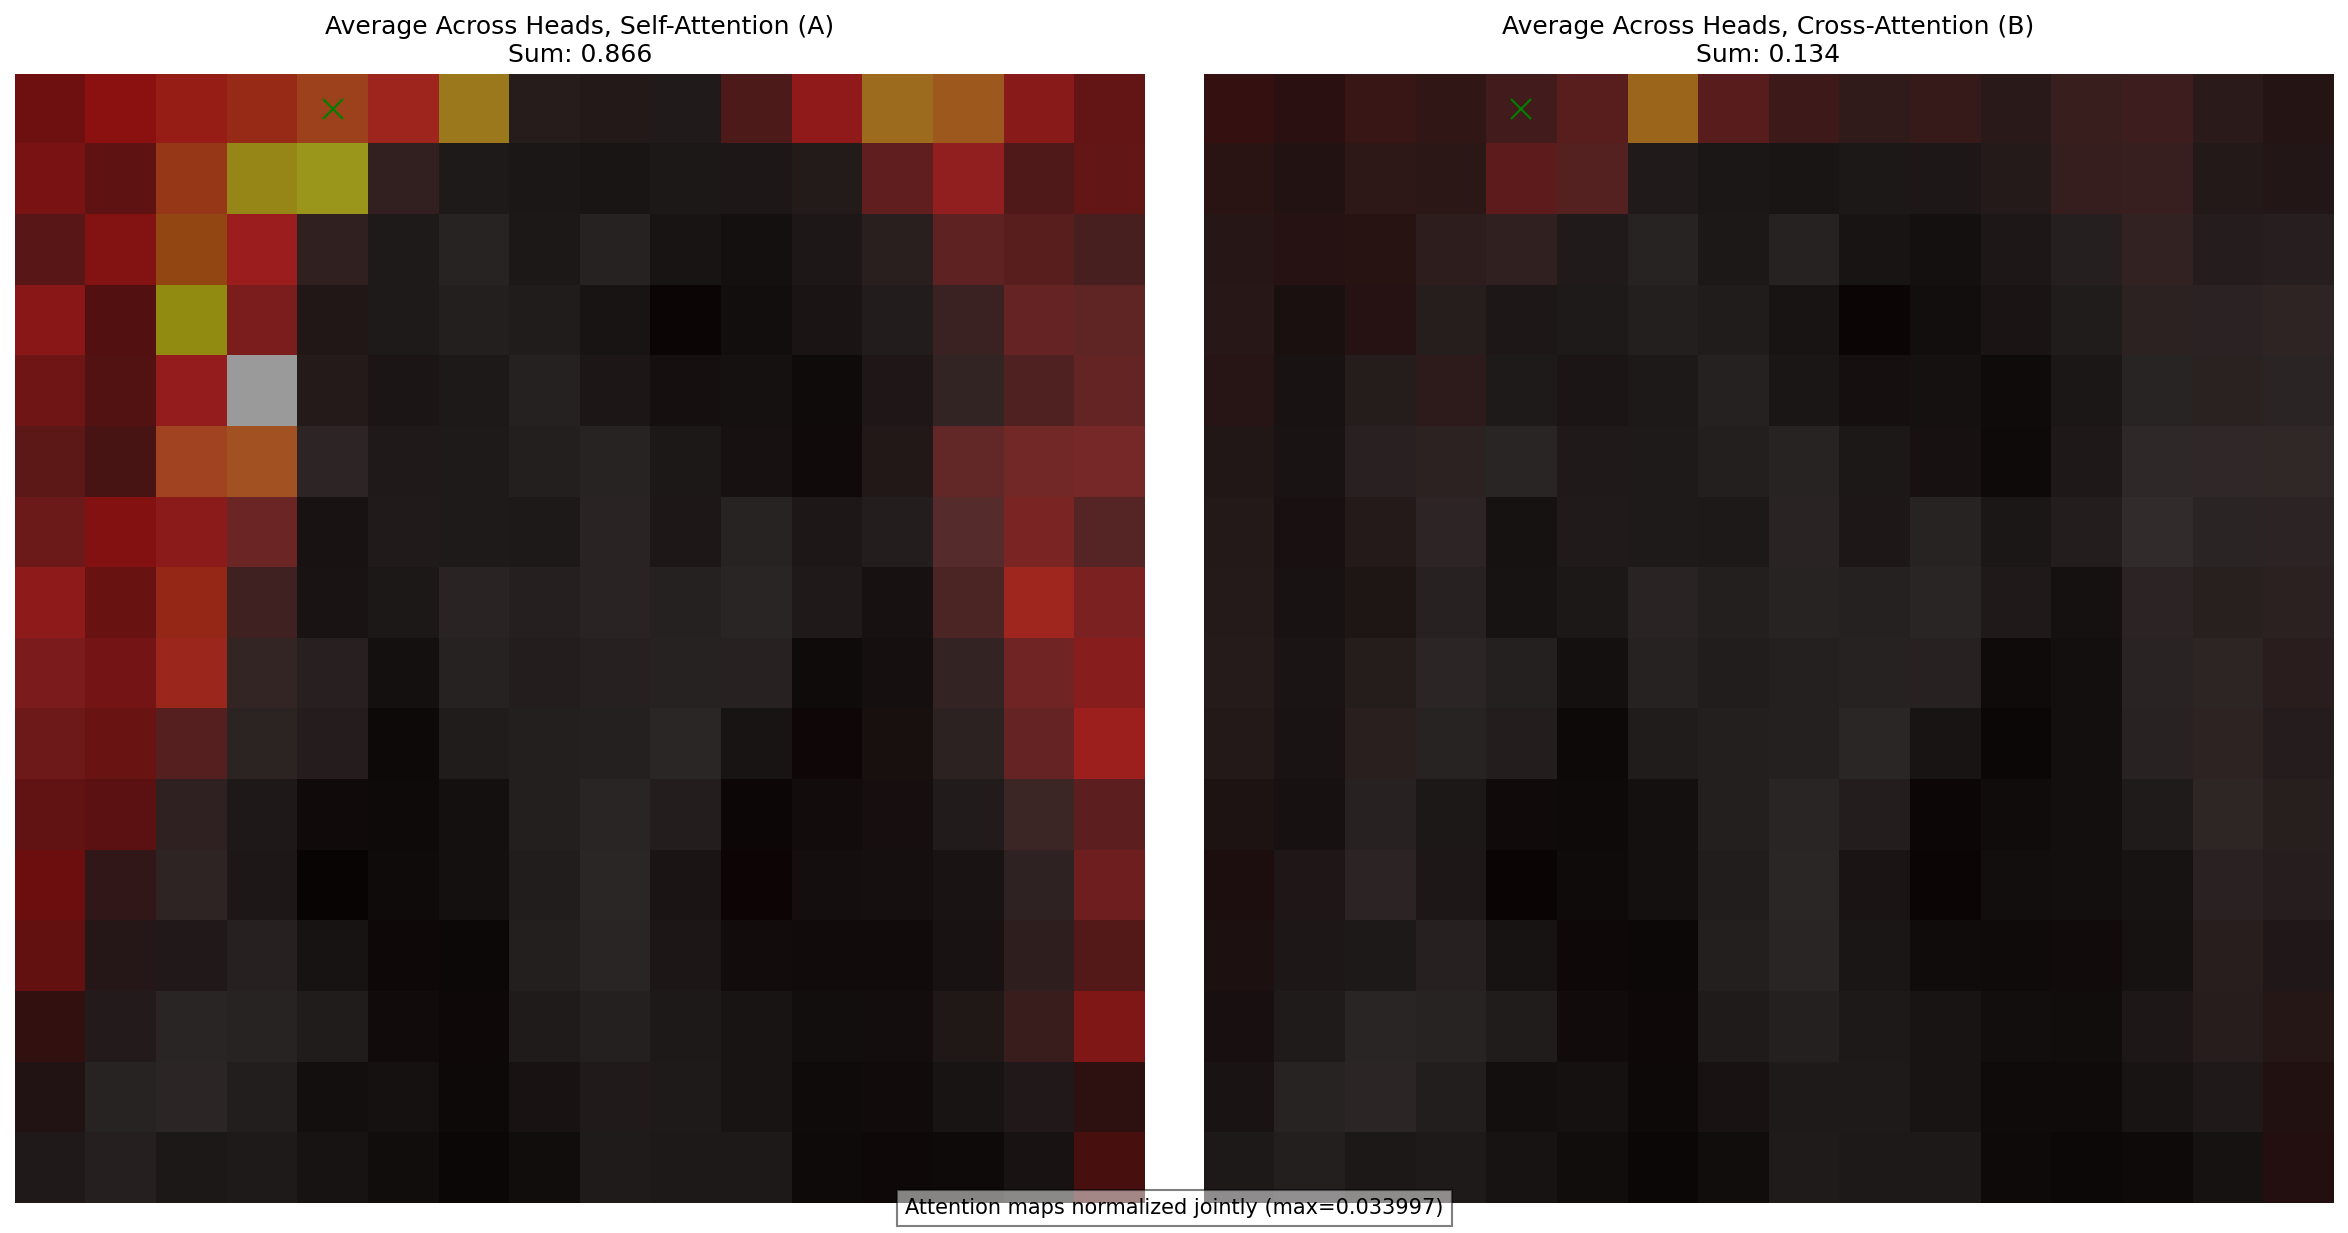 Average Across Heads, Self-Attention (A)
Sum: 0.866
Average Across Heads, Cross-Attention (B)
Sum: 0.134
Attention maps normalized jointly (max=0.033997)